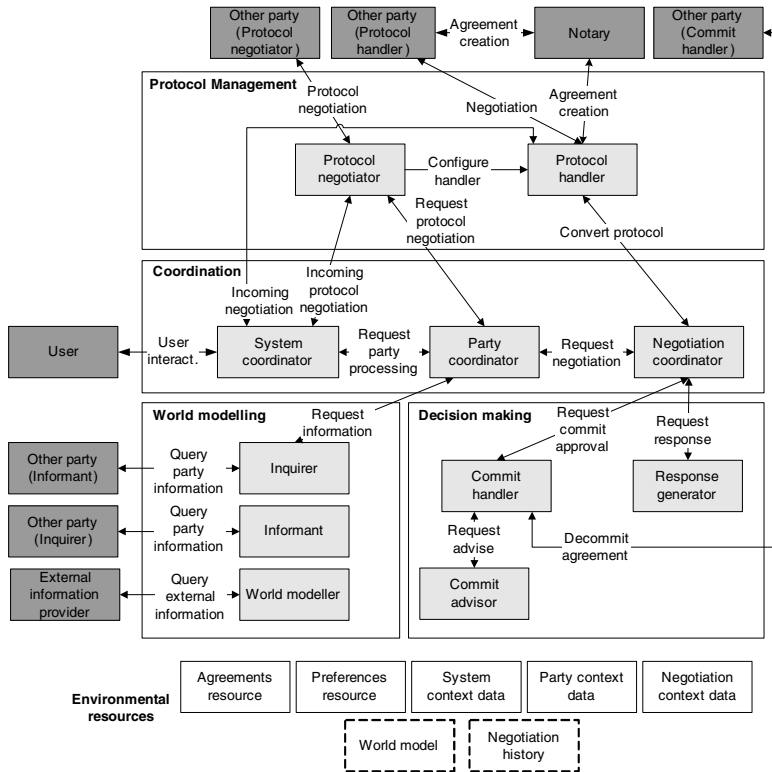 Other party
(Protocol
negotiator)
Other party
(Protocol
handler)
Agreement
creation
Notary
Other party
(Commit
handler)
Protocol Management
Protocol
negotiation
Negotiation
Agreement
creation
Protocol
negotiator
Configure
handler
Protocol
handler
Request
protocol
negotiation
Convert protocol
Coordination
Incoming
negotiation
Incoming
protocol
negotiation
User
User
interact.
System
coordinator
Request
party
processing
Party
coordinator
Request
negotiation
Negotiation
coordinator
World modelling
Request
information
Decision making
Request
commit
approval
Request
response
Other party
(Informant)
Query
party
information
Inquirer
Commit
handler
Response
generator
Other party
(Inquirer)
Query
party
information
Informant
Request
advise
Decommit
agreement
External
information
provider
Query
external
information
World modeller
Commit
advisor
Environmental
resources
Agreements
resource
Preferences
resource
System
context data
Party context
data
Negotiation
context data
World model
Negotiation
history